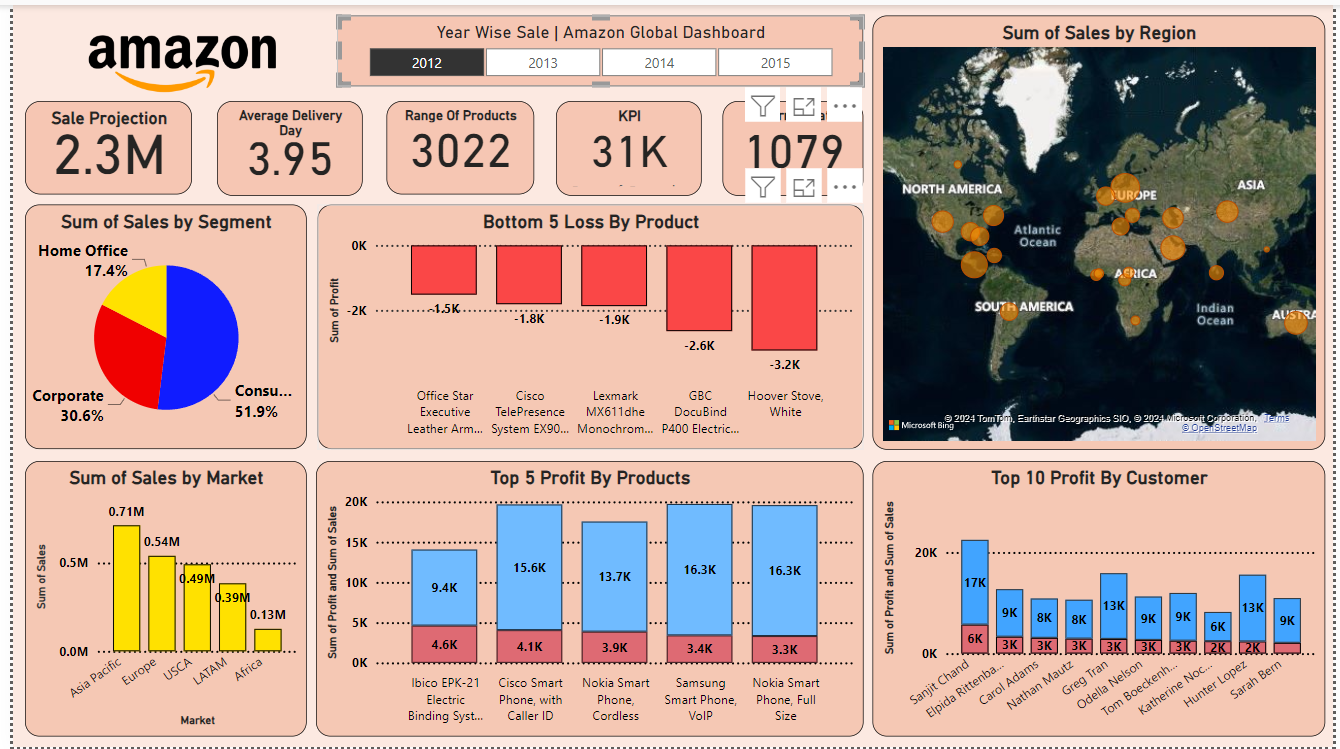 amazon
Year Wise Sale | Amazon Global Dashboard
2012
2013
2014
2015
Sale Projection
2.3M
Average Delivery
Day
3.95
Range Of Products
3022
KPI
31K
1079
Sum of Sales by Region
NORTH AMERICA
EUROPE
ASIA
Atlantic
Ocean
AFRICA
SOUTH AMERICA
Indian
Ocean
AUSTRA
© 2024 TomTom, Earthstar Geographics SIO, © 2024 Microsoft Corporation, Terms
© OpenStreetMap
Microsoft Bing
Sum of Sales by Segment
Home Office
17.4%
Corporate
30.6%
Consu...
51.9%
Bottom 5 Loss By Product
Sum of Profit
0K
-2K
-1.5K
-1.8K
-1.9K
-2.6K
-3.2K
Office Star
Executive
Leather Arm...
Cisco
TelePresence
System EX90...
Lexmark
MX611dhe
Monochrom...
GBC
DocuBind
P400 Electric...
Hoover Stove,
White
Sum of Sales by Market
Sum of Sales
0.5M
0.0M
0.71M
0.54M
0.49M
0.39M
0.13M
Asia Pacific
Europe
USCA
LATAM
Africa
Market
Top 5 Profit By Products
Sum of Profit and Sum of Sales
20K
15K
10K
5K
0K
9.4K
15.6K
13.7K
16.3K
16.3K
4.6K
4.1K
3.9K
3.4K
3.3K
Ibico EPK-21
Electric
Binding Syst...
Cisco Smart
Phone, with
Caller ID
Nokia Smart
Phone,
Cordless
Samsung
Smart Phone,
VoIP
Nokia Smart
Phone, Full
Size
Top 10 Profit By Customer
Sum of Profit and Sum of Sales
20K
0K
17K
9K
8K
8K
13K
9K
9K
6K
13K
9K
6K
3K
3K
3K
3K
3K
3K
2K
2K
Sanjit Chand
Elpida Rittenba...
Carol Adams
Nathan Mautz
Greg Tran
Odella Nelson
Tom Boeckenh...
Katherine Noc...
Hunter Lopez
Sarah Bern